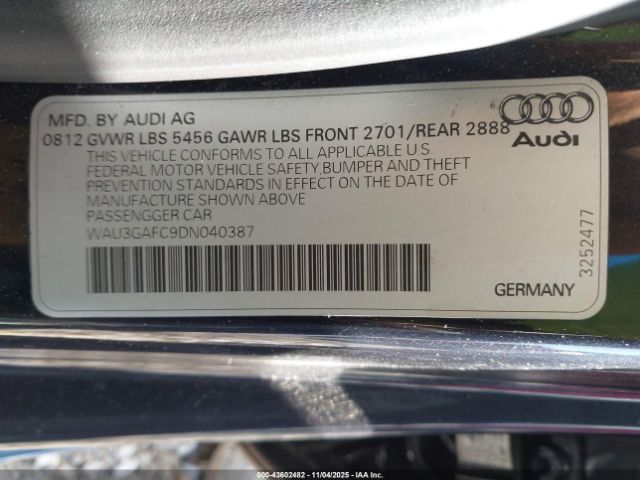 MFD. BY AUDI AG
0812 GVWR LBS 5456 GAWR LBS FRONT 2701/REAR 2888
Audi
THIS VEHICLE CONFORMS TO ALL APPLICABLE U.S.
FEDERAL MOTOR VEHICLE SAFETY,BUMPER AND THEFT
PREVENTION STANDARDS IN EFFECT ON THE DATE OF
MANUFACTURE SHOWN ABOVE
PASSENGGER CAR
WAU3GAFC9DN040387
3252477
GERMANY
000-43602482 - 11/04/2025 - IAA Inc.